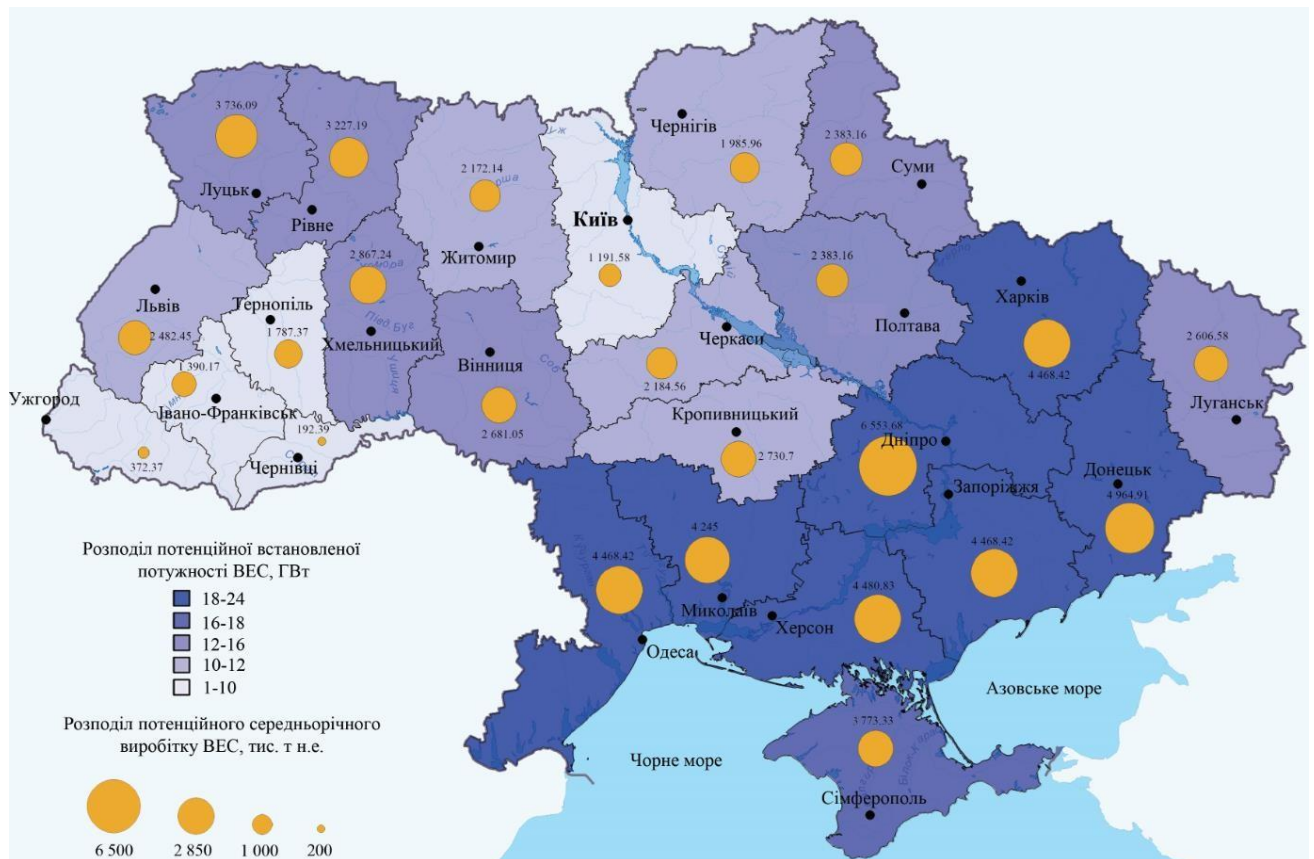 3 736.09
3 227.19
Луцьк
Рівне
2 172.14
Житомир
Київ
1 191.58
Чернігів
1 985.96
2 383.16
Суми
Львів
2 482.45
Тернопіль
1 787.37
2 867.24
Хмельницький
Півд. Буг
Вінниця
2 681.05
Соб
Черкаси
2 184.56
2 383.16
Полтава
Харків
4 468.42
2 606.58
Луганськ
Ужгород
1 390.17
Івано-Франківськ
372.37
192.39
Чернівці
Кропивницький
2 730.7
6 553.68
Дніпро
Запоріжжя
Донецьк
4 964.91
4 468.42
4 245
Миколаїв
4 480.83
Херсон
4 468.42
Одеса
Азовське море
Чорне море
3 773.33
Сімферополь
Розподіл потенційної встановленої
потужності ВЕС, ГВт
18-24
16-18
12-16
10-12
1-10
Розподіл потенційного середньорічного
виробітку ВЕС, тис. т н.е.
6 500
2 850
1 000
200